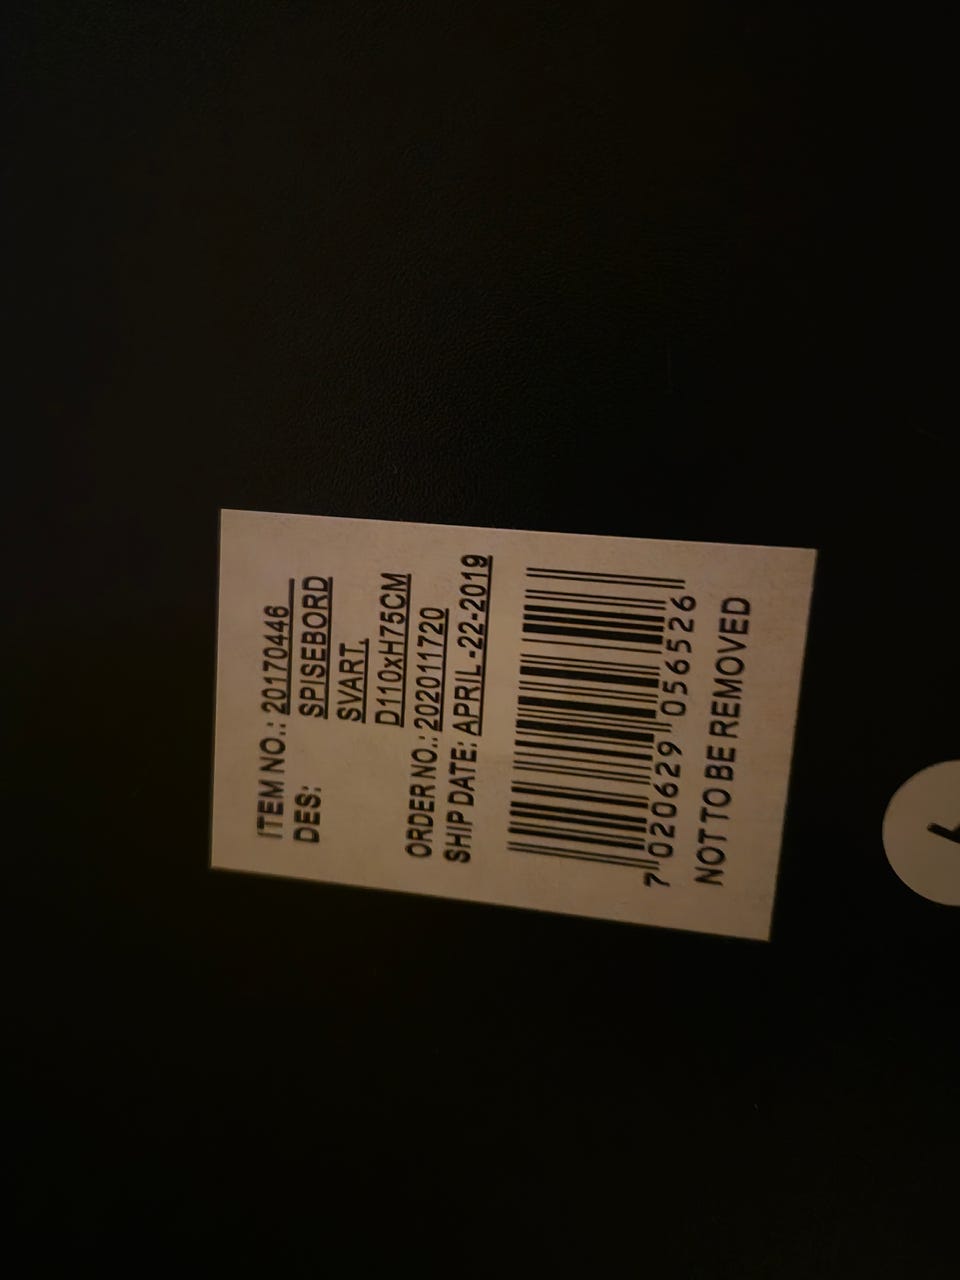 ITEM NO.: 20170446
DES: SPISEBORD
SVART.
D110xH75CM
ORDER NO.: 202011720
SHIP DATE: APRIL-22-2019
7 020629 056526
NOT TO BE REMOVED